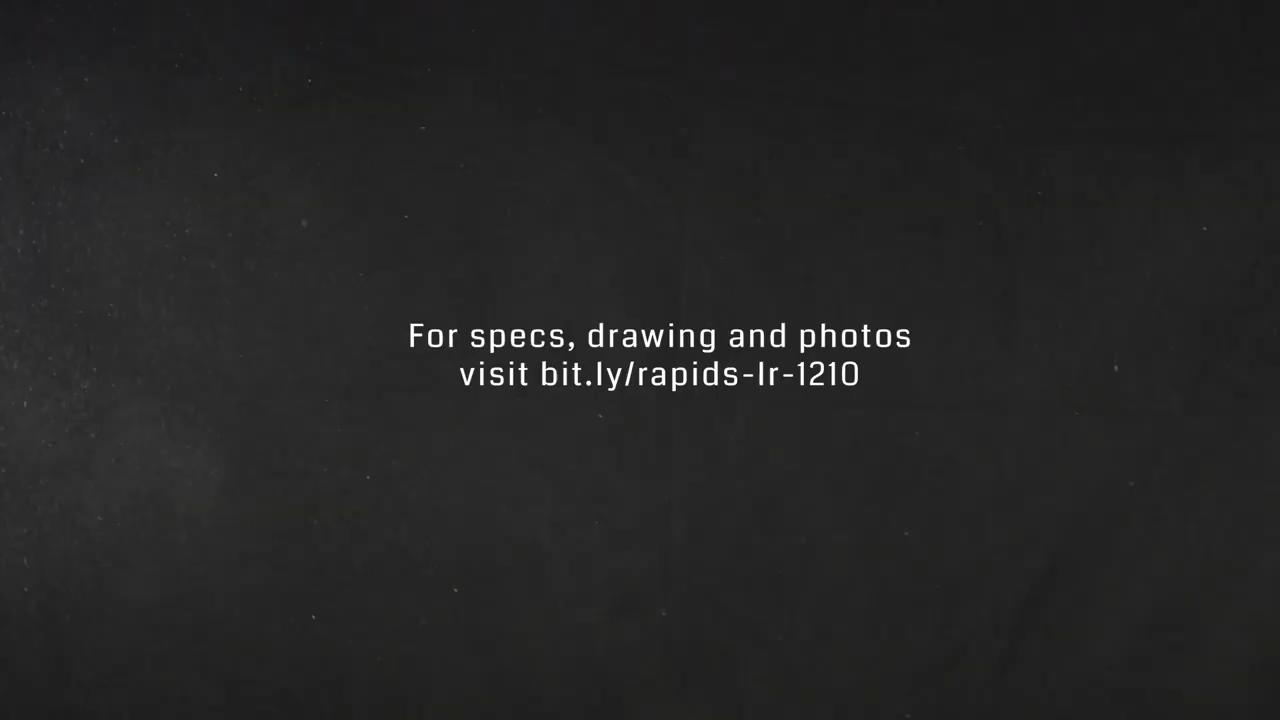 For specs, drawing and photos
visit bit.ly/rapids-lr-1210